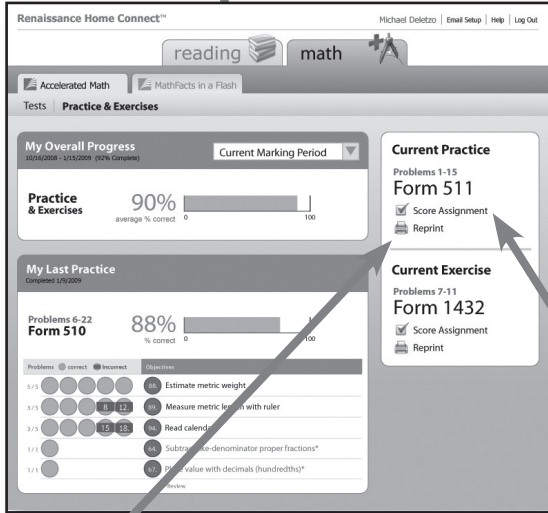 Renaissance Home Connect™
Michael Deletzo | Email Setup | Help | Log Out
reading math
Accelerated Math MathFacts in a Flash
Tests | Practice & Exercises
My Overall Progress
10/16/2008 - 1/15/2009 (92% Complete)
Current Marking Period
Practice
& Exercises
90%
average % correct
0 100
My Last Practice
Completed 1/9/2009
Problems 6-22
Form 510
88%
% correct
0 100
Problems correct Incorrect Objectives
5/5 88. Estimate metric weight
3/5 8 12. 89. Measure metric length with ruler
3/5 15 18. 94. Read calendar
1/1 64. Subtract like-denominator proper fractions*
1/1 67. Place value with decimals (hundredths)*
Review
Current Practice
Problems 1-15
Form 511
Score Assignment
Reprint
Current Exercise
Problems 7-11
Form 1432
Score Assignment
Reprint